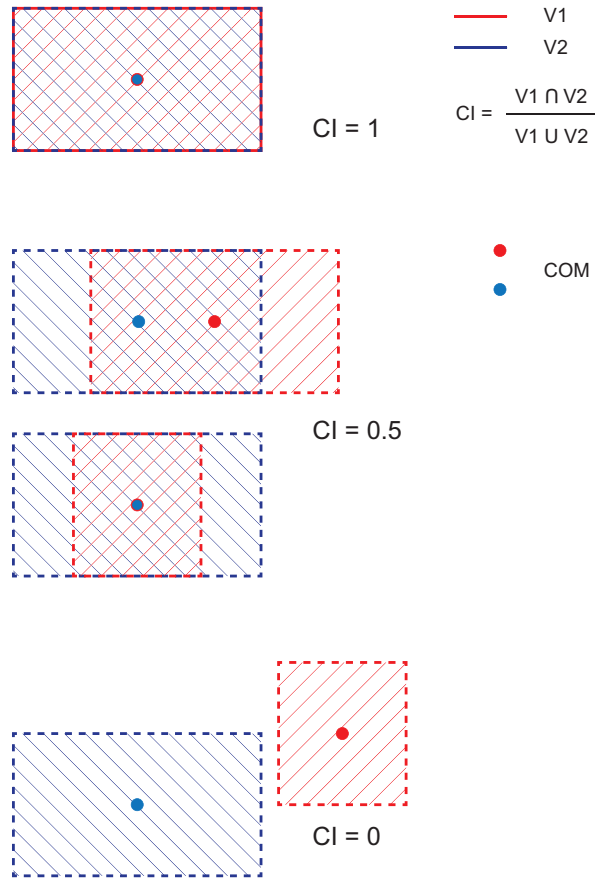 V1
V2
CI = V1 ∩ V2
V1 U V2
CI = 1
COM
CI = 0.5
CI = 0